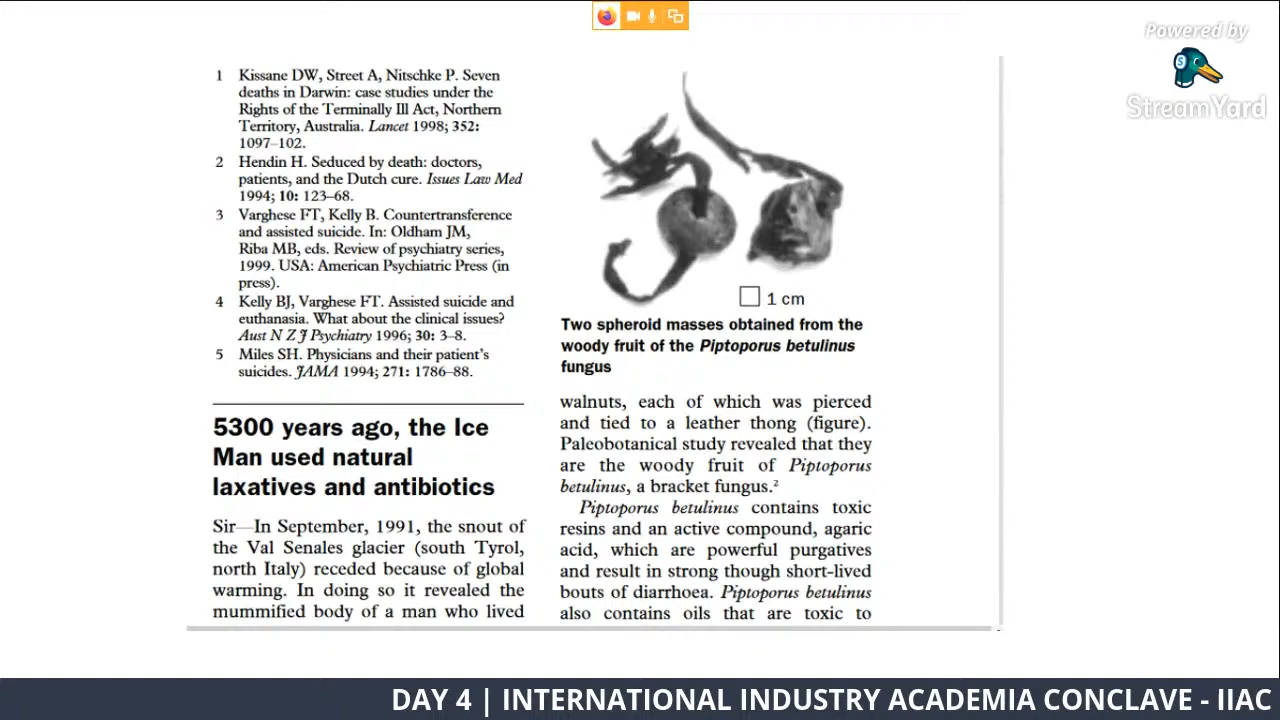 Powered by
StreamYard
1 Kissane DW, Street A, Nitschke P. Seven
deaths in Darwin: case studies under the
Rights of the Terminally Ill Act, Northern
Territory, Australia. Lancet 1998; 352:
1097–102.
2 Hendin H. Seduced by death: doctors,
patients, and the Dutch cure. Issues Law Med
1994; 10: 123–68.
3 Varghese FT, Kelly B. Countertransference
and assisted suicide. In: Oldham JM,
Riba MB, eds. Review of psychiatry series,
1999. USA: American Psychiatric Press (in
press).
4 Kelly BJ, Varghese FT. Assisted suicide and
euthanasia. What about the clinical issues?
Aust N Z J Psychiatry 1996; 30: 3–8.
5 Miles SH. Physicians and their patient's
suicides. JAMA 1994; 271: 1786–88.
5300 years ago, the Ice
Man used natural
laxatives and antibiotics
Sir—In September, 1991, the snout of
the Val Senales glacier (south Tyrol,
north Italy) receded because of global
warming. In doing so it revealed the
mummified body of a man who lived
1 cm
Two spheroid masses obtained from the
woody fruit of the Piptoporus betulinus
fungus
walnuts, each of which was pierced
and tied to a leather thong (figure).
Paleobotanical study revealed that they
are the woody fruit of Piptoporus
betulinus, a bracket fungus.²
Piptoporus betulinus contains toxic
resins and an active compound, agaric
acid, which are powerful purgatives
and result in strong though short-lived
bouts of diarrhoea. Piptoporus betulinus
also contains oils that are toxic to
DAY 4 | INTERNATIONAL INDUSTRY ACADEMIA CONCLAVE - IIAC